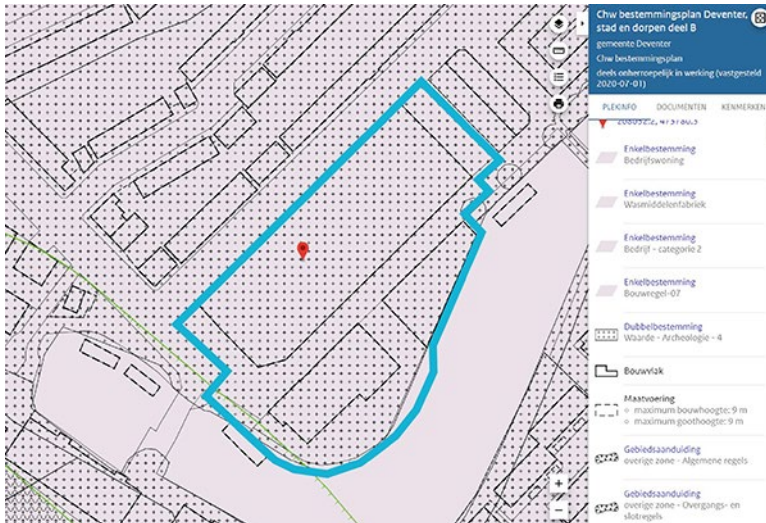 Chw bestemmingsplan Deventer,
stad en dorpen deel B
gemeente Deventer
Chw bestemmingsplan
deels onherroepelijk in werking (vastgesteld
2020-07-01)
PLEKINFO DOCUMENTEN KENMERKEN
Enkelbestemming
Bedrijfswoning
Enkelbestemming
Wasmiddelenfabriek
Enkelbestemming
Bedrijf - categorie 2
Enkelbestemming
Bouwregel-07
Dubbelbestemming
Waarde - Archeologie - 4
Bouwvlak
Maatvoering
maximum bouwhoogte: 9 m
maximum goothoogte: 9 m
Gebiedsaanduiding
overige zone - Algemene regels
Gebiedsaanduiding
overige zone - Overgangs- en
slotregels